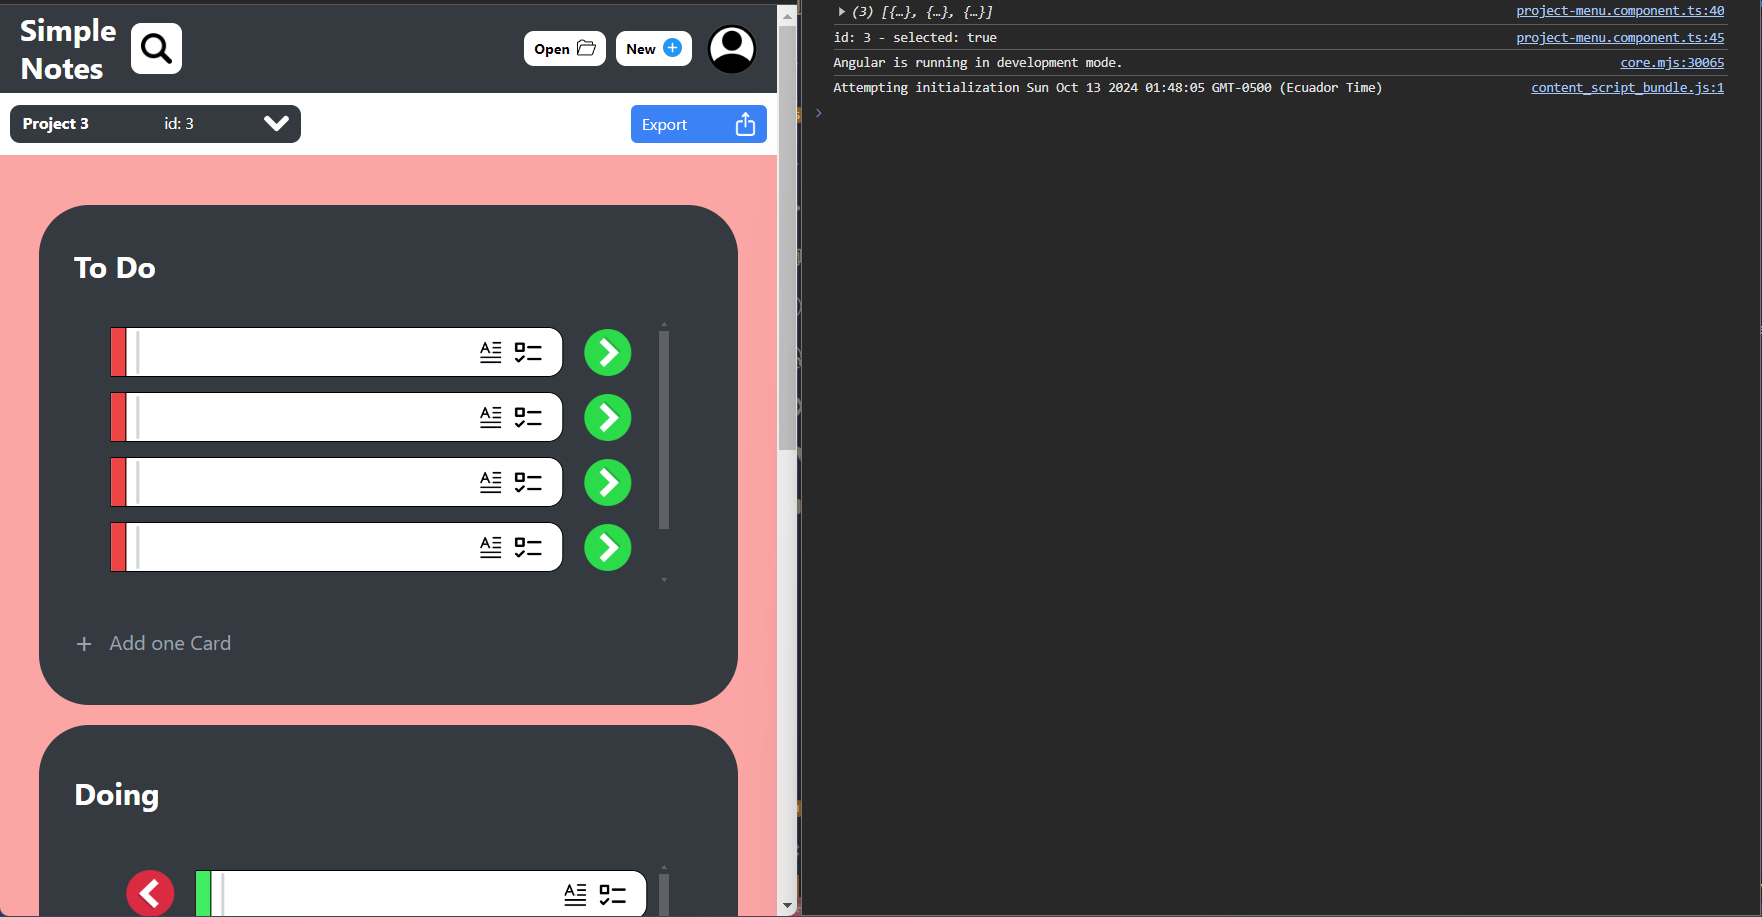 Simple
Notes
Open
New
Project 3 id: 3
Export
To Do
+ Add one Card
Doing
▶ (3) [{…}, {…}, {…}] project-menu.component.ts:40
id: 3 - selected: true project-menu.component.ts:45
Angular is running in development mode. core.mjs:30065
Attempting initialization Sun Oct 13 2024 01:48:05 GMT-0500 (Ecuador Time) content_script_bundle.js:1